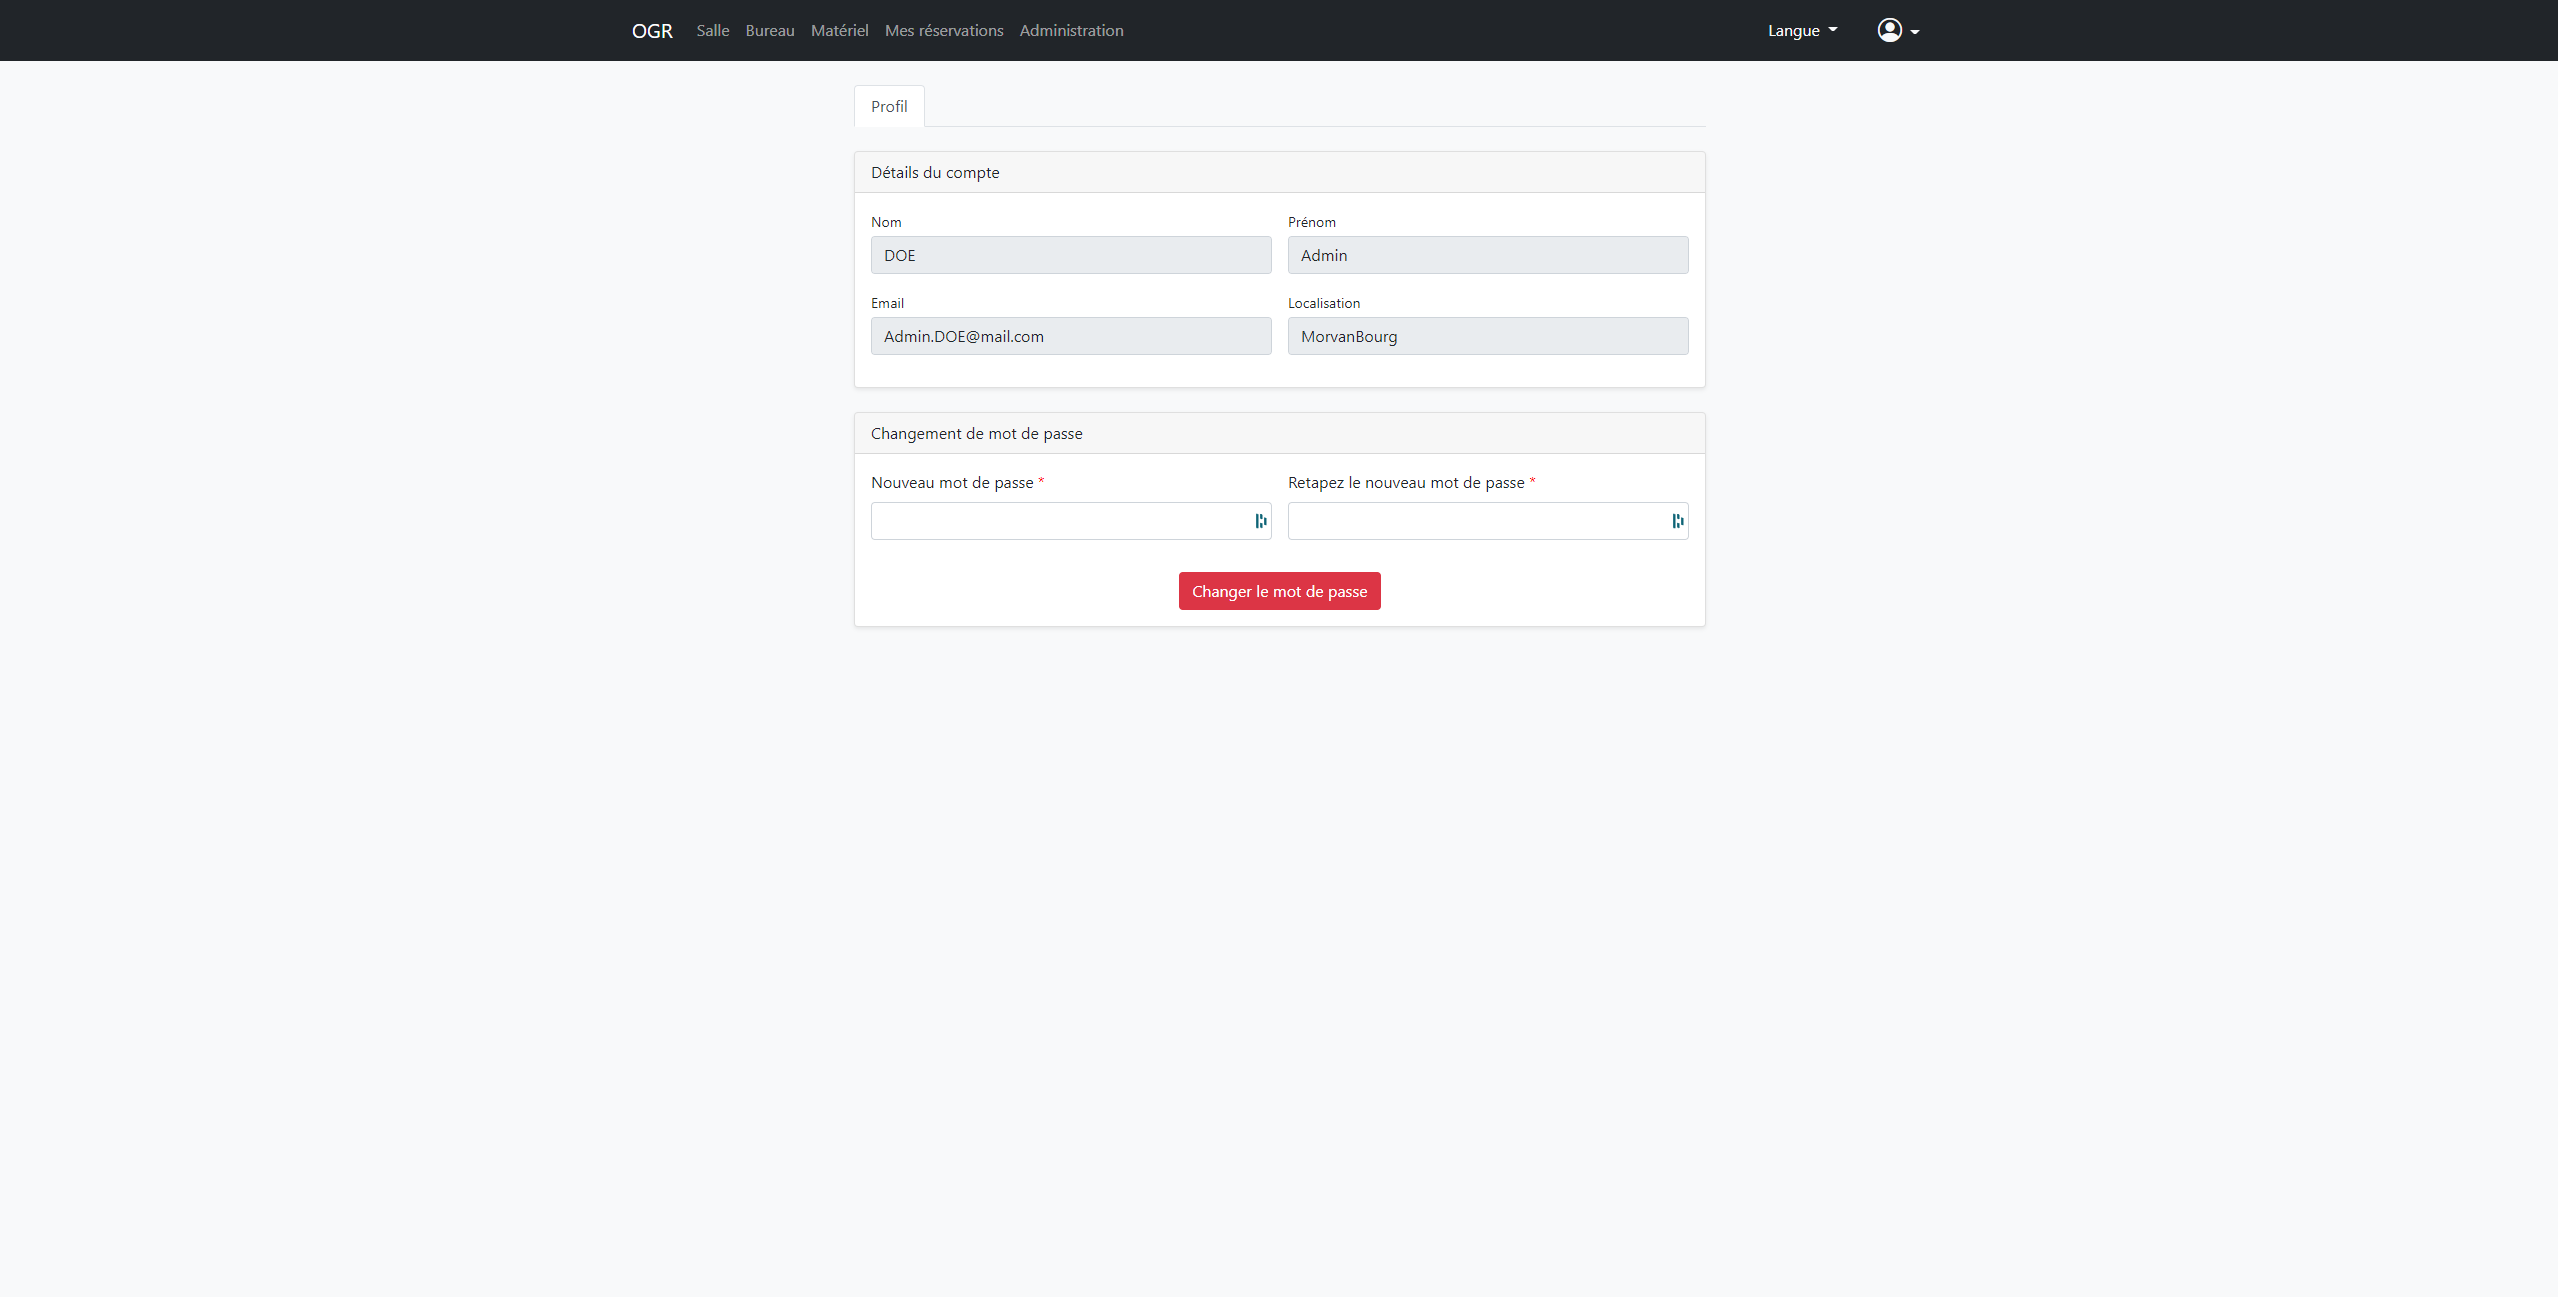 OGR Salle Bureau Matériel Mes réservations Administration Langue
Profil
Détails du compte
Nom Prénom
DOE Admin
Email Localisation
Admin.DOE@mail.com MorvanBourg
Changement de mot de passe
Nouveau mot de passe * Retapez le nouveau mot de passe *
Changer le mot de passe